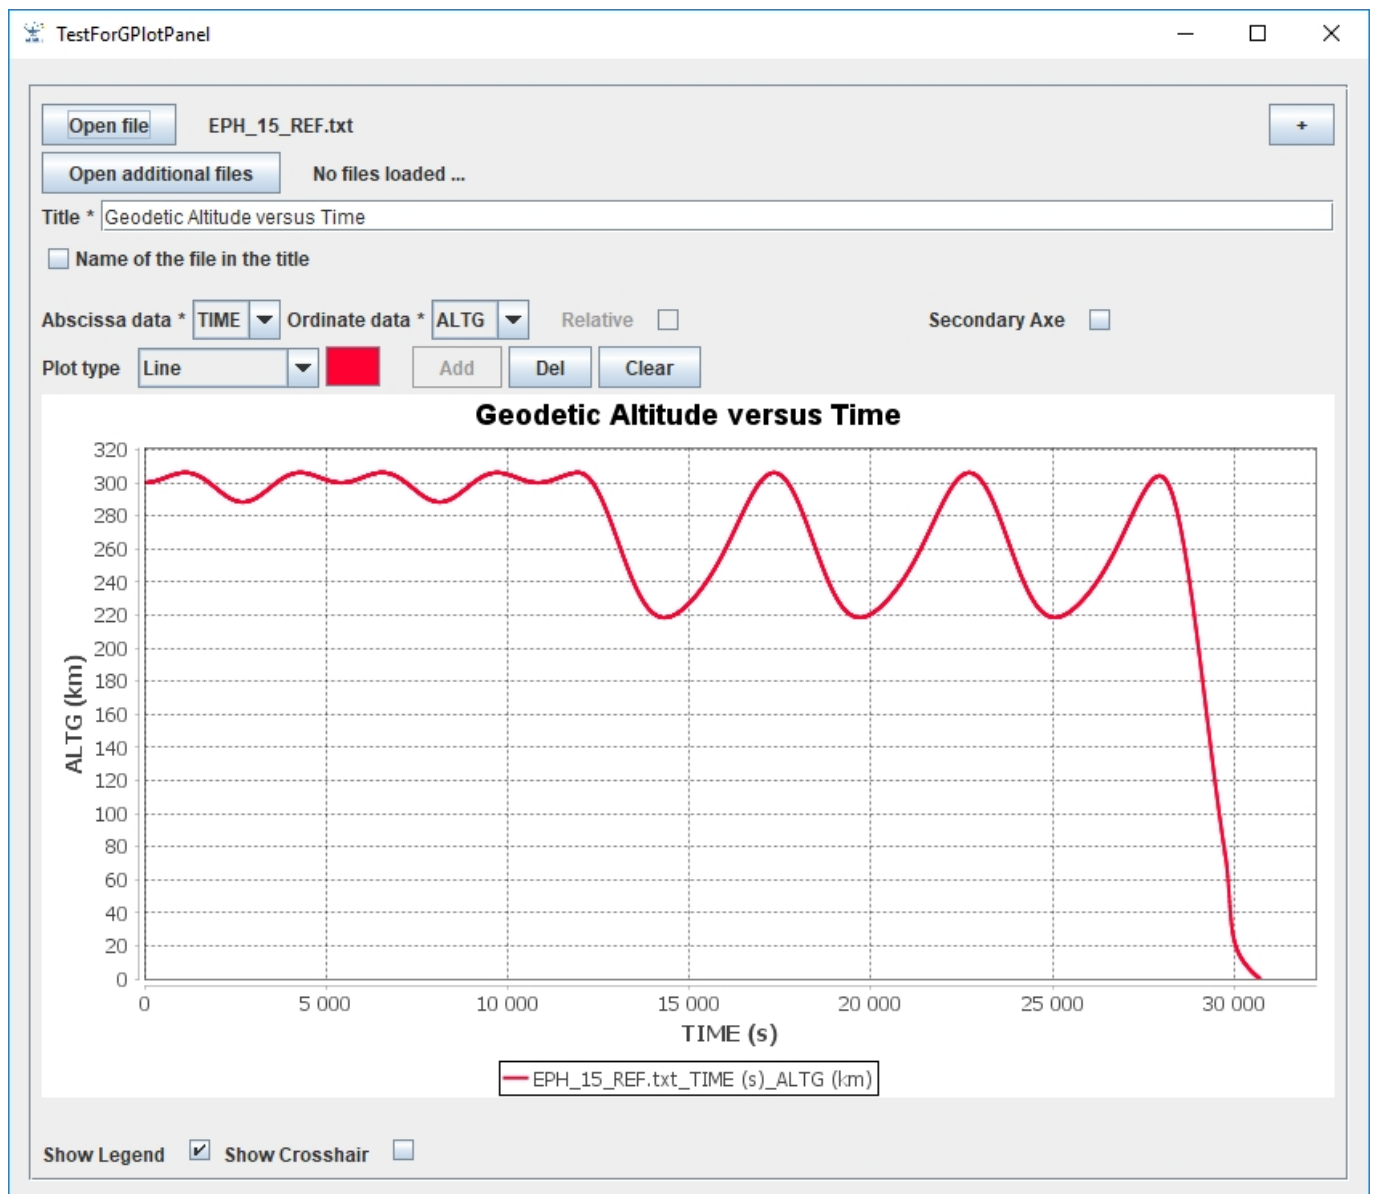 TestForGPlotPanel
Open file EPH_15_REF.txt +
Open additional files No files loaded ...
Title * Geodetic Altitude versus Time
Name of the file in the title
Abscissa data * TIME Ordinate data * ALTG Relative Secondary Axe
Plot type Line Add Del Clear
Geodetic Altitude versus Time
320
300
280
260
240
220
200
180
160
140
120
100
80
60
40
20
0
ALTG (km)
0 5 000 10 000 15 000 20 000 25 000 30 000
TIME (s)
EPH_15_REF.txt_TIME (s)_ALTG (km)
Show Legend Show Crosshair